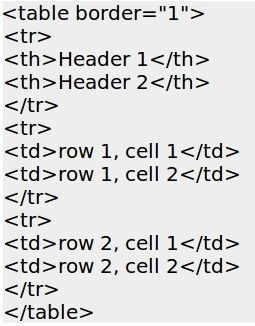 <table border="1">
<tr>
<th>Header 1</th>
<th>Header 2</th>
</tr>
<tr>
<td>row 1, cell 1</td>
<td>row 1, cell 2</td>
</tr>
<tr>
<td>row 2, cell 1</td>
<td>row 2, cell 2</td>
</tr>
</table>